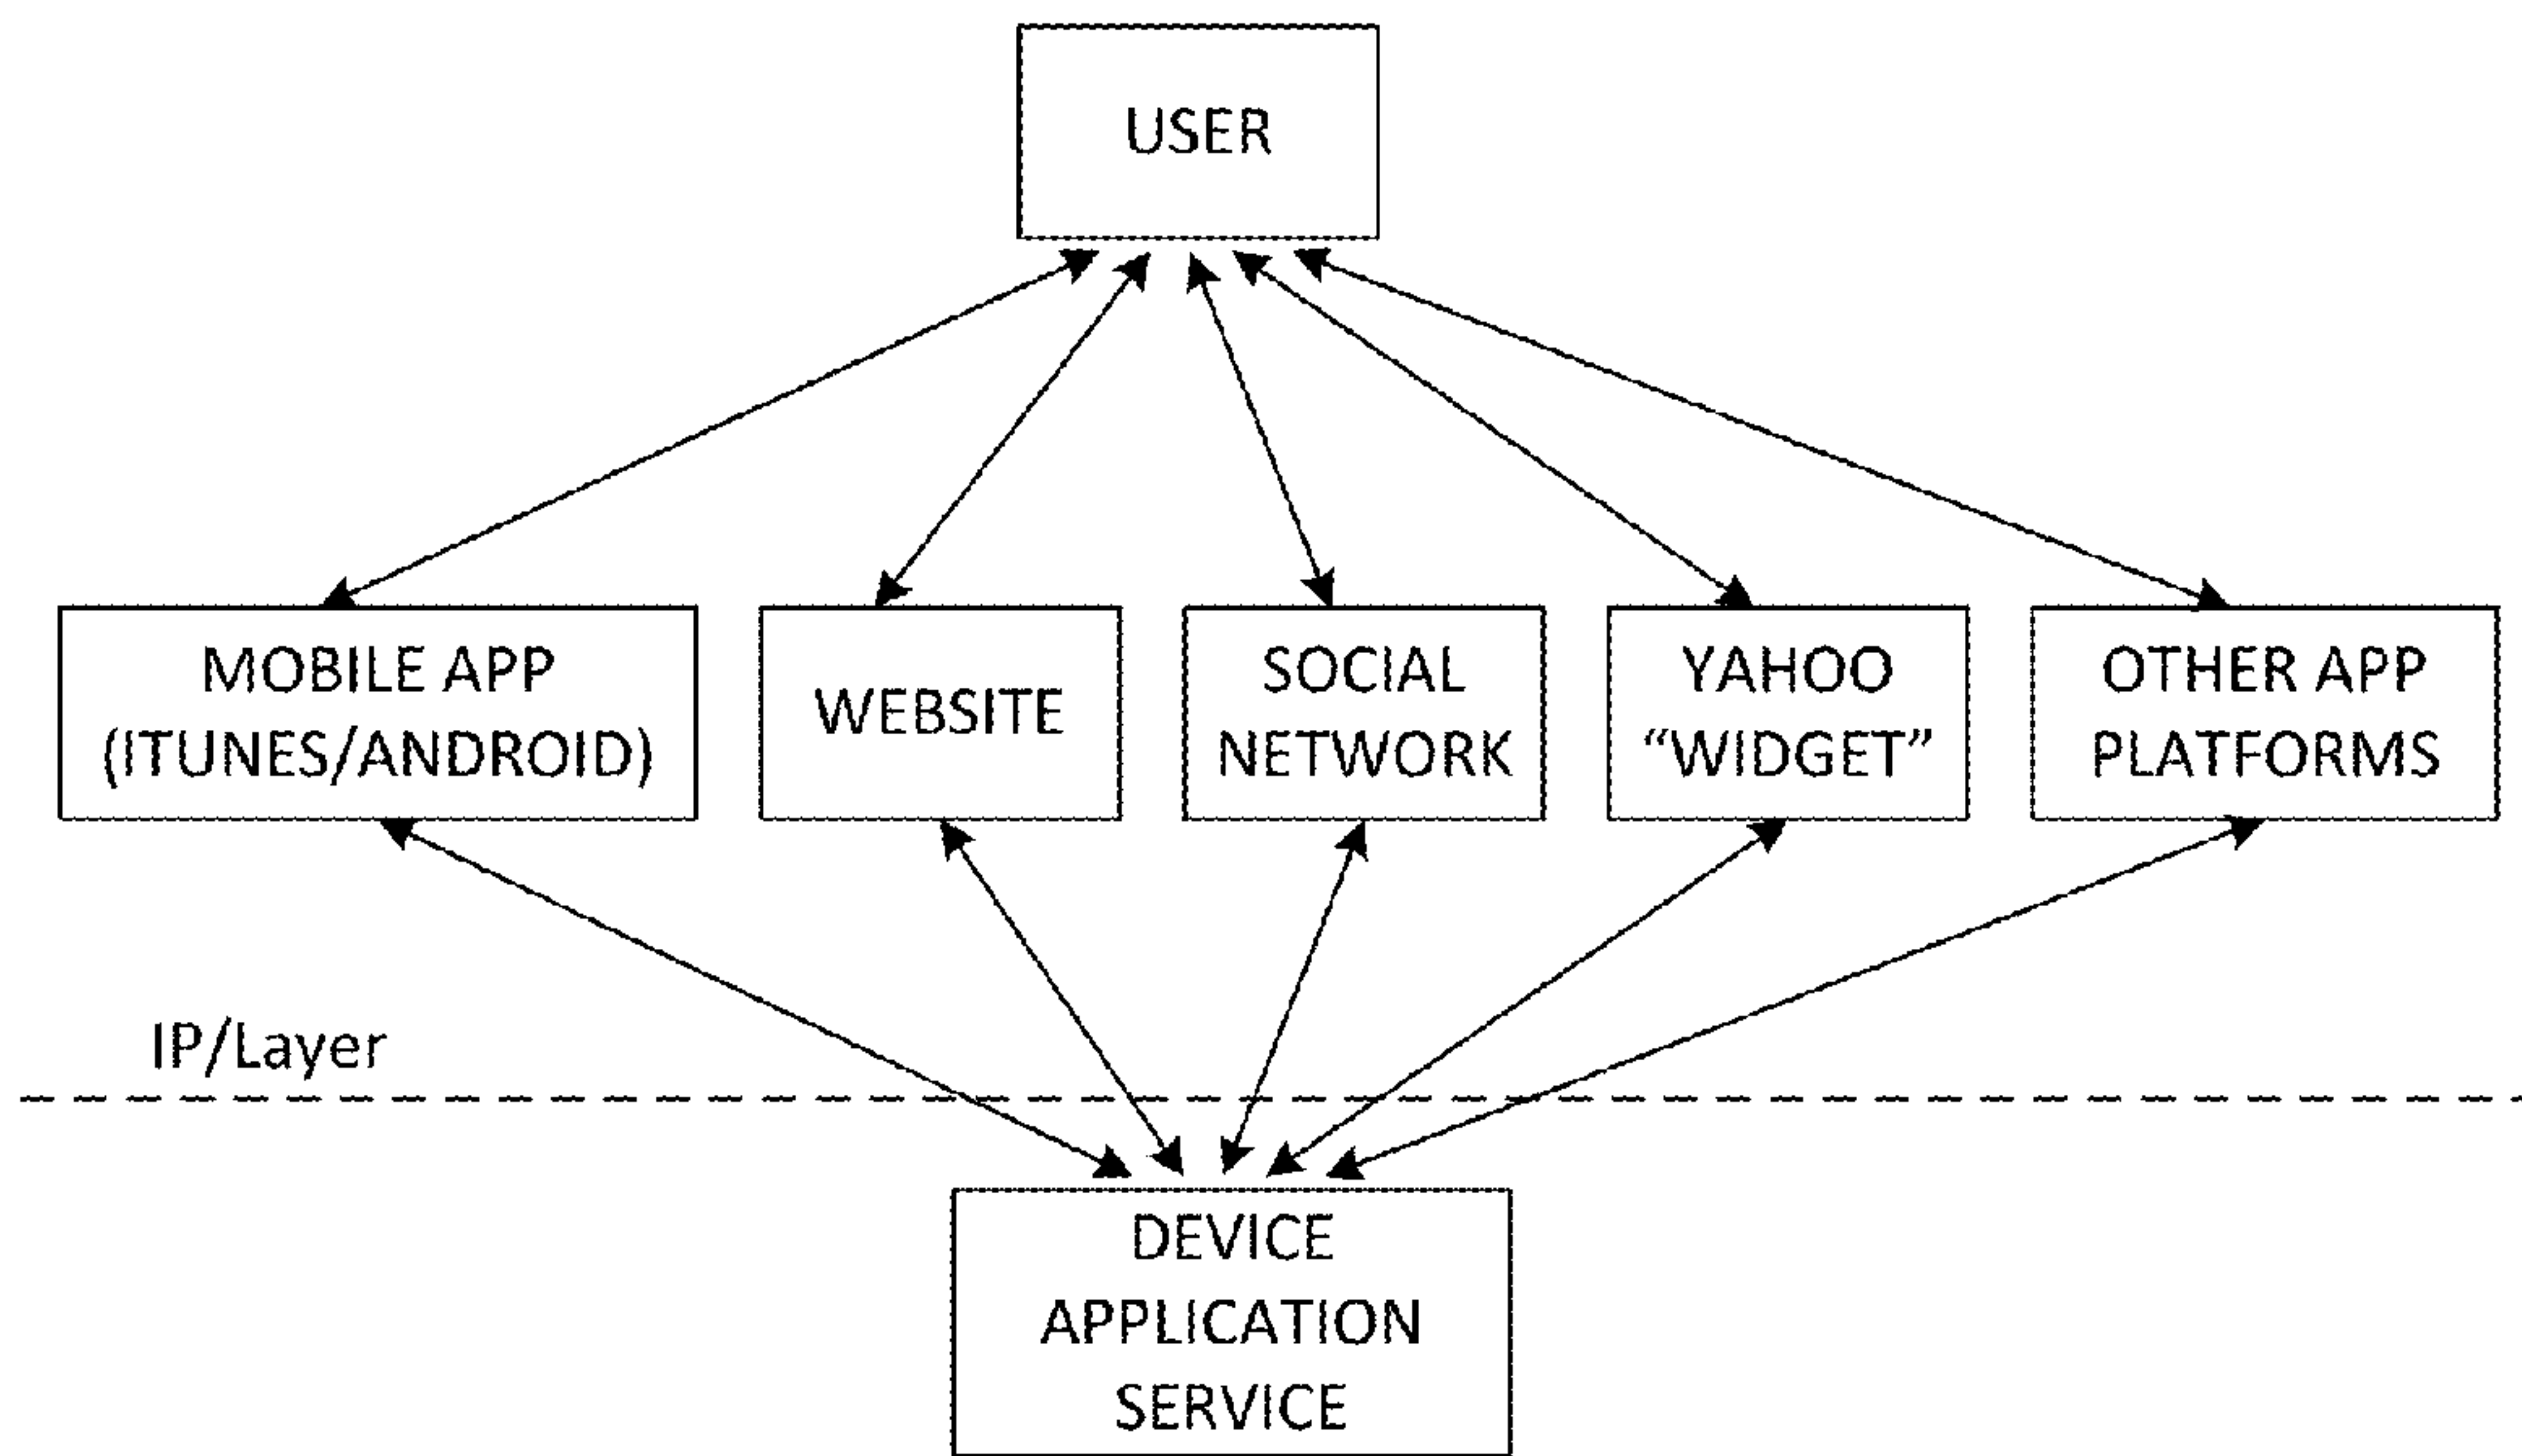 USER
MOBILE APP
(ITUNES/ANDROID)
WEBSITE
SOCIAL
NETWORK
YAHOO
“WIDGET”
OTHER APP
PLATFORMS
IP/Layer
DEVICE
APPLICATION
SERVICE